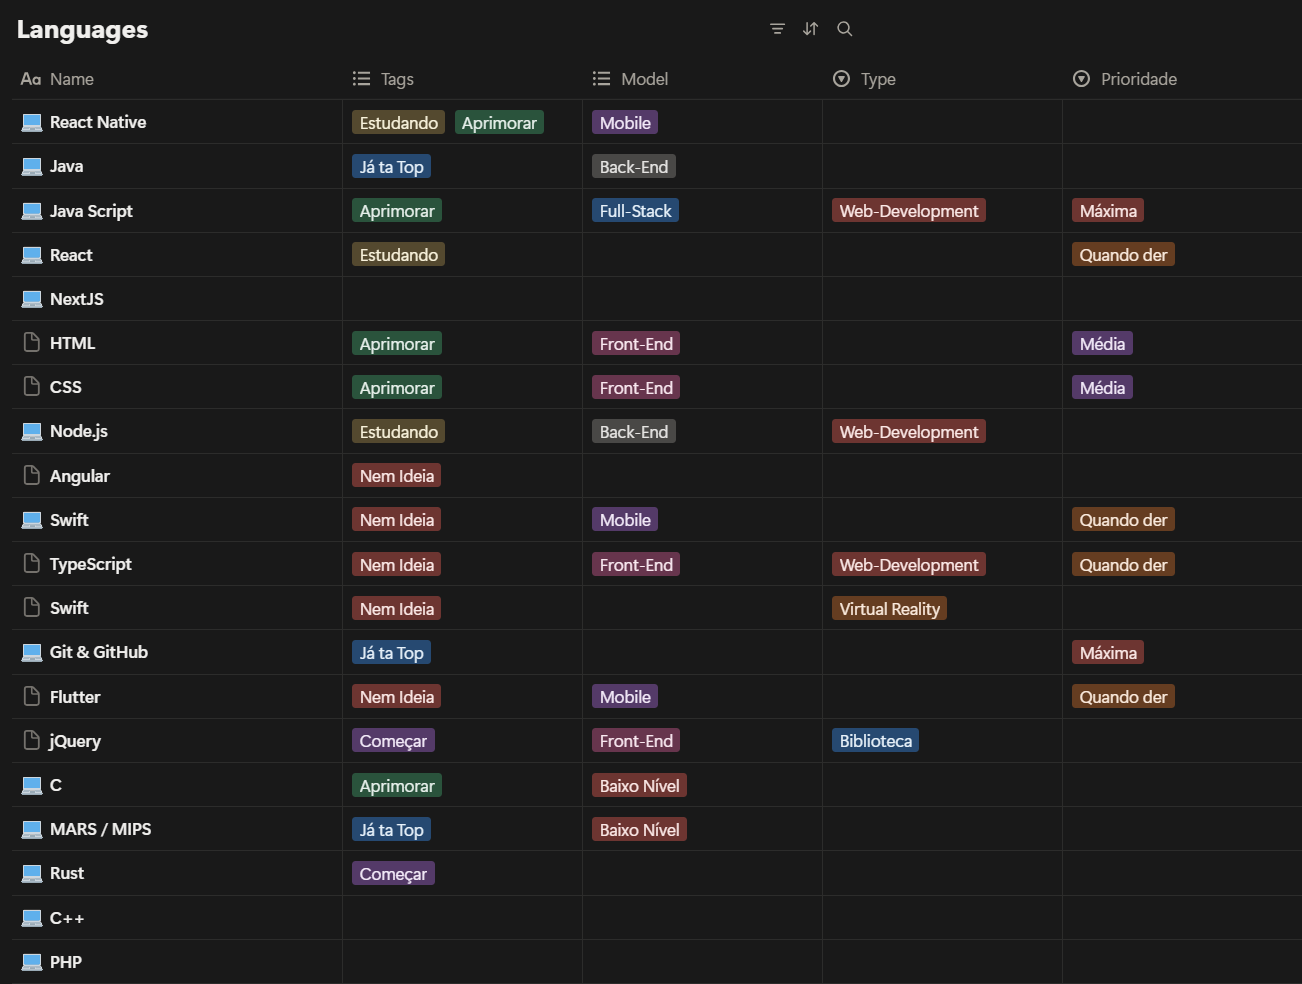 Languages
Aa Name Tags Model Type Prioridade
React Native Estudando Aprimorar Mobile
Java Já ta Top Back-End
Java Script Aprimorar Full-Stack Web-Development Máxima
React Estudando Quando der
NextJS
HTML Aprimorar Front-End Média
CSS Aprimorar Front-End Média
Node.js Estudando Back-End Web-Development
Angular Nem Ideia
Swift Nem Ideia Mobile Quando der
TypeScript Nem Ideia Front-End Web-Development Quando der
Swift Nem Ideia Virtual Reality
Git & GitHub Já ta Top Máxima
Flutter Nem Ideia Mobile Quando der
jQuery Começar Front-End Biblioteca
C Aprimorar Baixo Nível
MARS / MIPS Já ta Top Baixo Nível
Rust Começar
C++
PHP